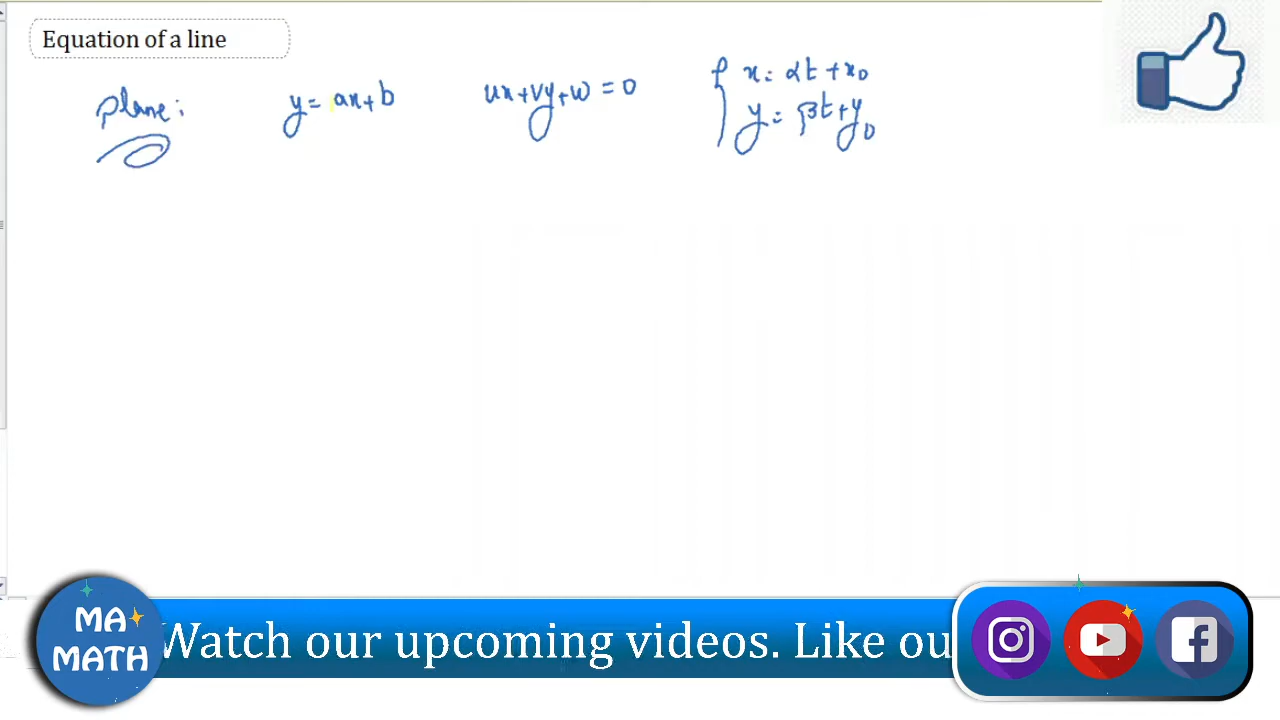 Equation of a line
plane: y = ax + b ux + vy + w = 0 { x = αt + x₀
y = βt + y₀
MA
MATH
Watch our upcoming videos. Like ou